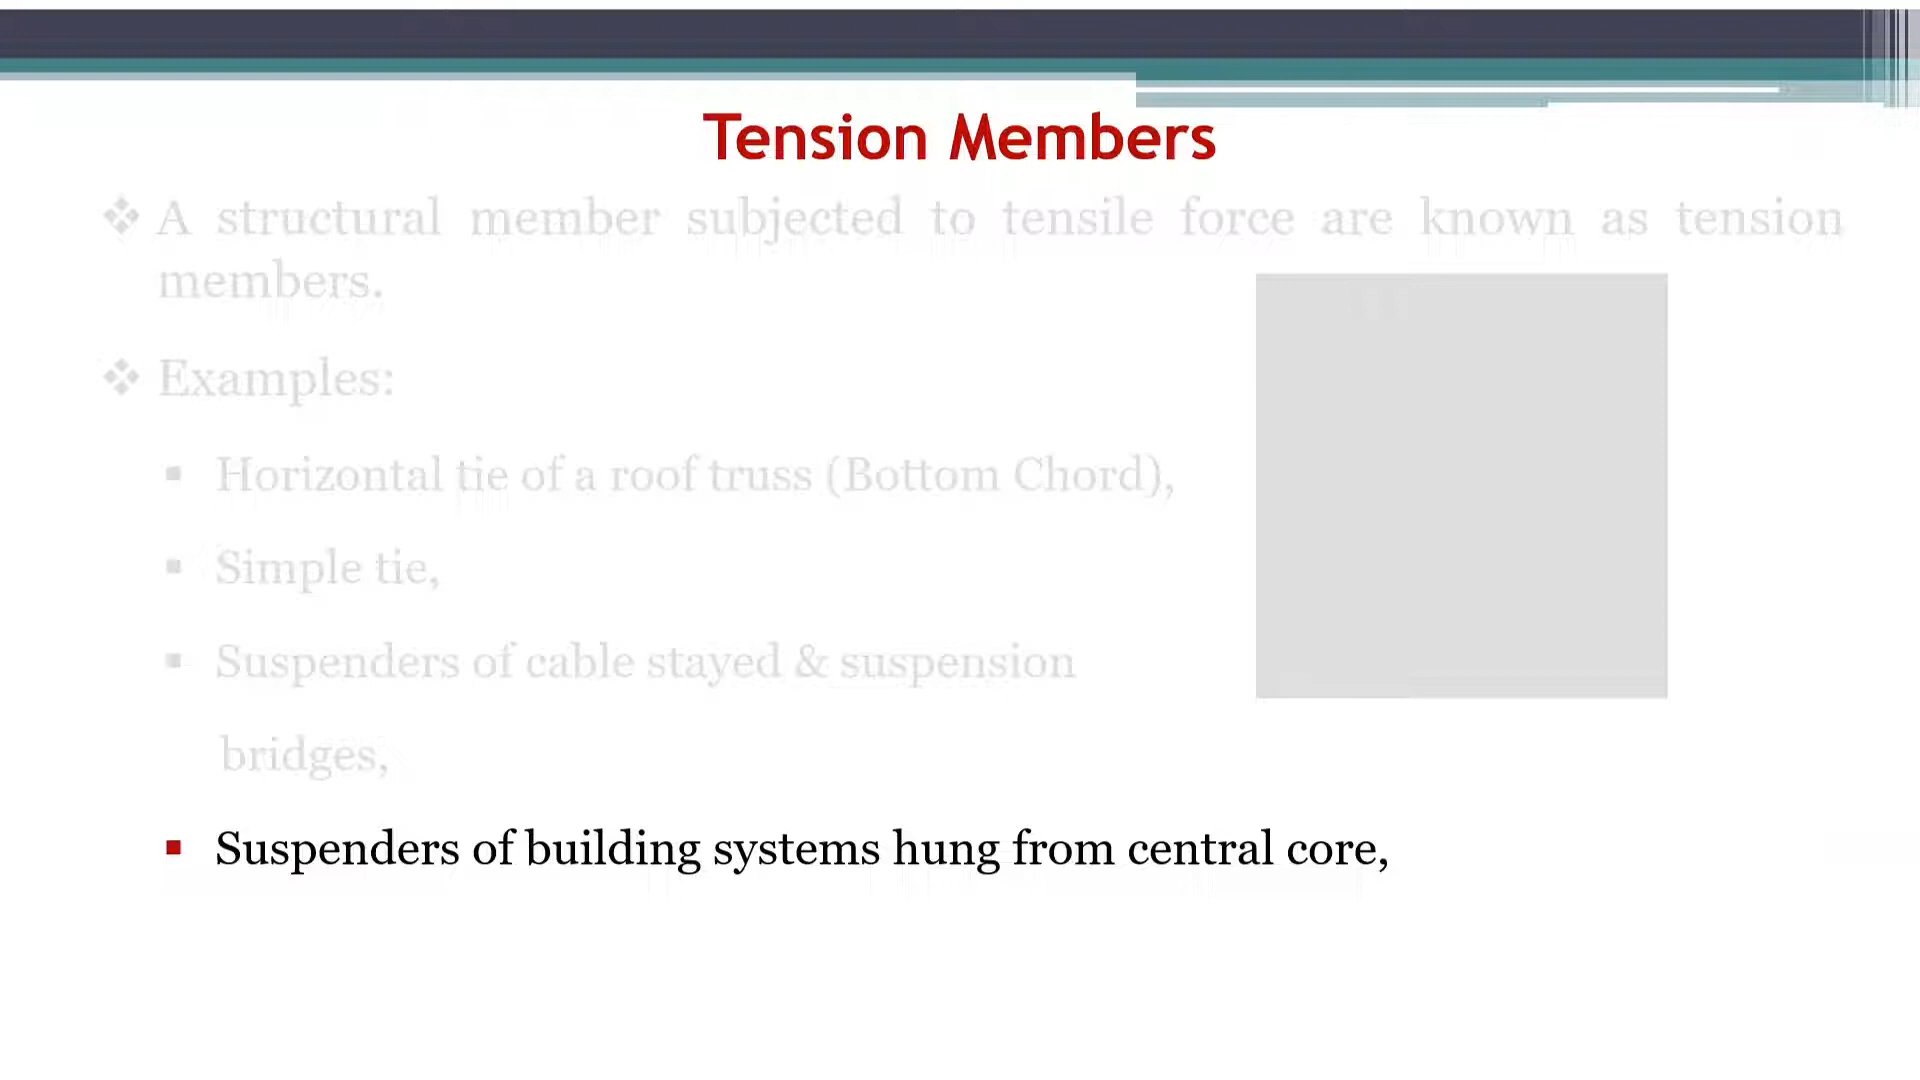 Tension Members
❖ A structural member subjected to tensile force are known as tension
members.
❖ Examples:
▪ Horizontal tie of a roof truss (Bottom Chord),
▪ Simple tie,
▪ Suspenders of cable stayed & suspension
bridges,
▪ Suspenders of building systems hung from central core,